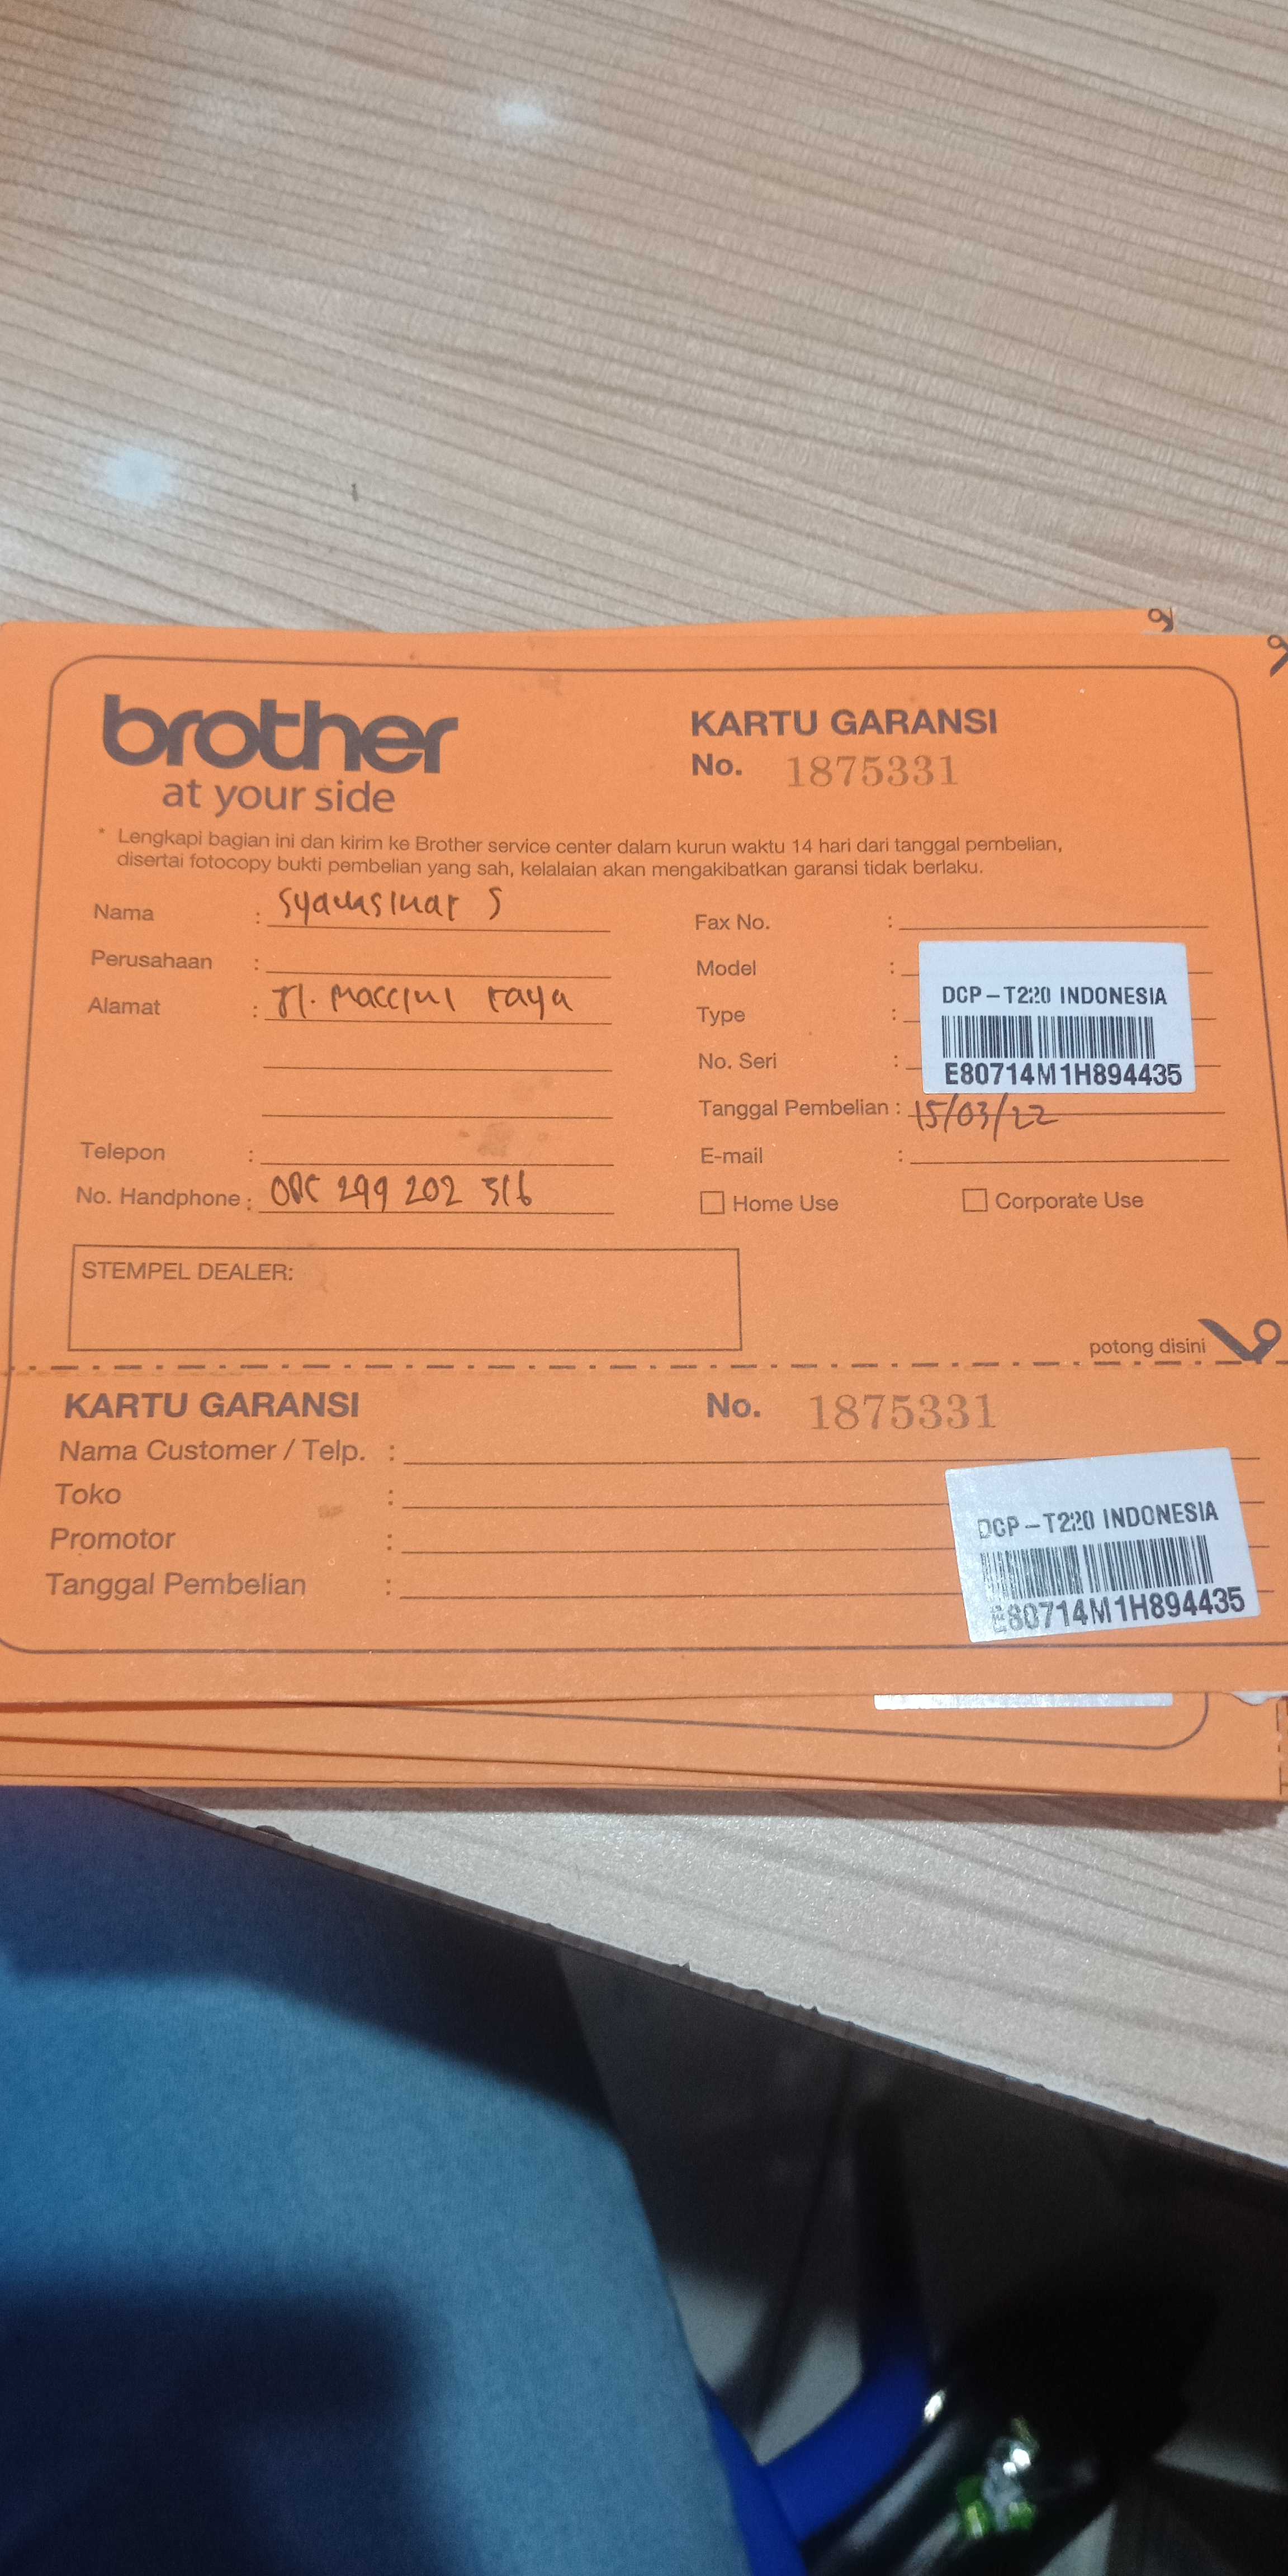 brother
at your side
KARTU GARANSI
No. 1875331
* Lengkapi bagian ini dan kirim ke Brother service center dalam kurun waktu 14 hari dari tanggal pembelian,
disertai fotocopy bukti pembelian yang sah, kelalaian akan mengakibatkan garansi tidak berlaku.
Nama : Syamsinar S
Perusahaan :
Alamat : Jl. Maccini raya
Telepon :
No. Handphone : 299 202 316
Fax No. :
Model :
Type :
No. Seri :
DCP-T220 INDONESIA
E80714M1H894435
Tanggal Pembelian : 15/03/22
E-mail :
Home Use
Corporate Use
STEMPEL DEALER:
potong disini
KARTU GARANSI
No. 1875331
Nama Customer / Telp. :
Toko :
Promotor :
Tanggal Pembelian :
DCP-T220 INDONESIA
E80714M1H894435